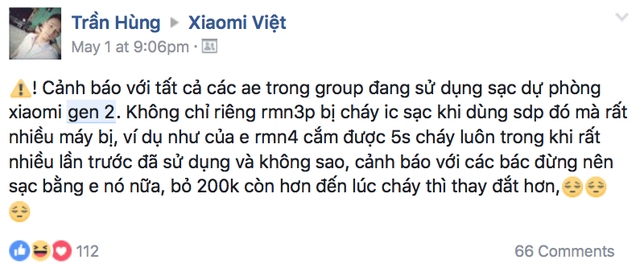 Trần Hùng ▸ Xiaomi Việt
May 1 at 9:06pm ·
⚠️! Cảnh báo với tất cả các ae trong group đang sử dụng sạc dự phòng
xiaomi gen 2. Không chỉ riêng rmn3p bị cháy ic sạc khi dùng sdp đó mà rất
nhiều máy bị, ví dụ như của e rmn4 cắm được 5s cháy luôn trong khi rất
nhiều lần trước đã sử dụng và không sao, cảnh báo với các bác đừng nên
sạc bằng e nó nữa, bỏ 200k còn hơn đến lúc cháy thì thay đắt hơn,😔😔
😔
112
66 Comments